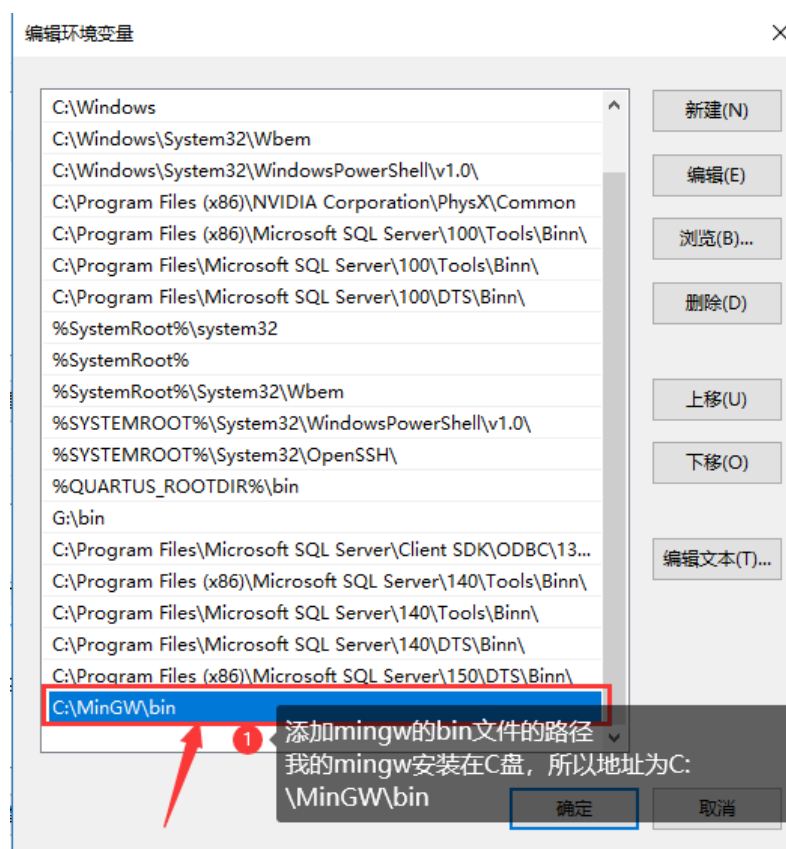 编辑环境变量
C:\Windows
C:\Windows\System32\Wbem
C:\Windows\System32\WindowsPowerShell\v1.0\
C:\Program Files (x86)\NVIDIA Corporation\PhysX\Common
C:\Program Files (x86)\Microsoft SQL Server\100\Tools\Binn\
C:\Program Files\Microsoft SQL Server\100\Tools\Binn\
C:\Program Files\Microsoft SQL Server\100\DTS\Binn\
%SystemRoot%\system32
%SystemRoot%
%SystemRoot%\System32\Wbem
%SYSTEMROOT%\System32\WindowsPowerShell\v1.0\
%SYSTEMROOT%\System32\OpenSSH\
%QUARTUS_ROOTDIR%\bin
G:\bin
C:\Program Files\Microsoft SQL Server\Client SDK\ODBC\13...
C:\Program Files (x86)\Microsoft SQL Server\140\Tools\Binn\
C:\Program Files\Microsoft SQL Server\140\Tools\Binn\
C:\Program Files\Microsoft SQL Server\140\DTS\Binn\
C:\Program Files (x86)\Microsoft SQL Server\150\DTS\Binn\
C:\MinGW\bin
新建(N)
编辑(E)
浏览(B)...
删除(D)
上移(U)
下移(O)
编辑文本(T)...
1
添加mingw的bin文件的路径
我的mingw安装在C盘，所以地址为C:
\MinGW\bin
确定
取消